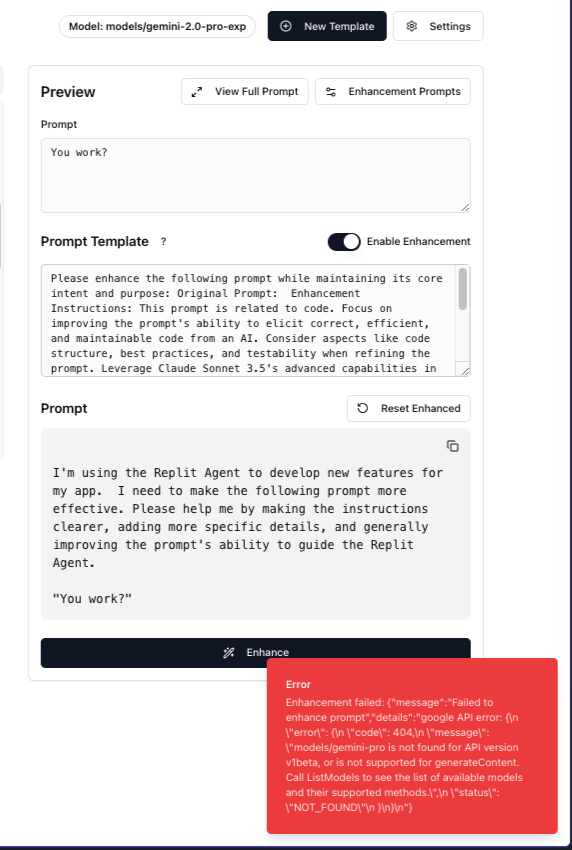 Model: models/gemini-2.0-pro-exp
New Template
Settings
Preview
View Full Prompt
Enhancement Prompts
Prompt
You work?
Prompt Template ?
Enable Enhancement
Please enhance the following prompt while maintaining its core
intent and purpose: Original Prompt:  Enhancement
Instructions: This prompt is related to code. Focus on
improving the prompt's ability to elicit correct, efficient,
and maintainable code from an AI. Consider aspects like code
structure, best practices, and testability when refining the
prompt. Leverage Claude Sonnet 3.5's advanced capabilities in
Prompt
Reset Enhanced
I'm using the Replit Agent to develop new features for
my app.  I need to make the following prompt more
effective. Please help me by making the instructions
clearer, adding more specific details, and generally
improving the prompt's ability to guide the Replit
Agent.
"You work?"
Enhance
Error
Enhancement failed: {"message":"Failed to
enhance prompt","details":"google API error: {\n
\"error\": {\n \"code\": 404,\n \"message\":
\"models/gemini-pro is not found for API version
v1beta, or is not supported for generateContent.
Call ListModels to see the list of available models
and their supported methods.\",\n \"status\":
\"NOT_FOUND\"\n }\n}\n"}